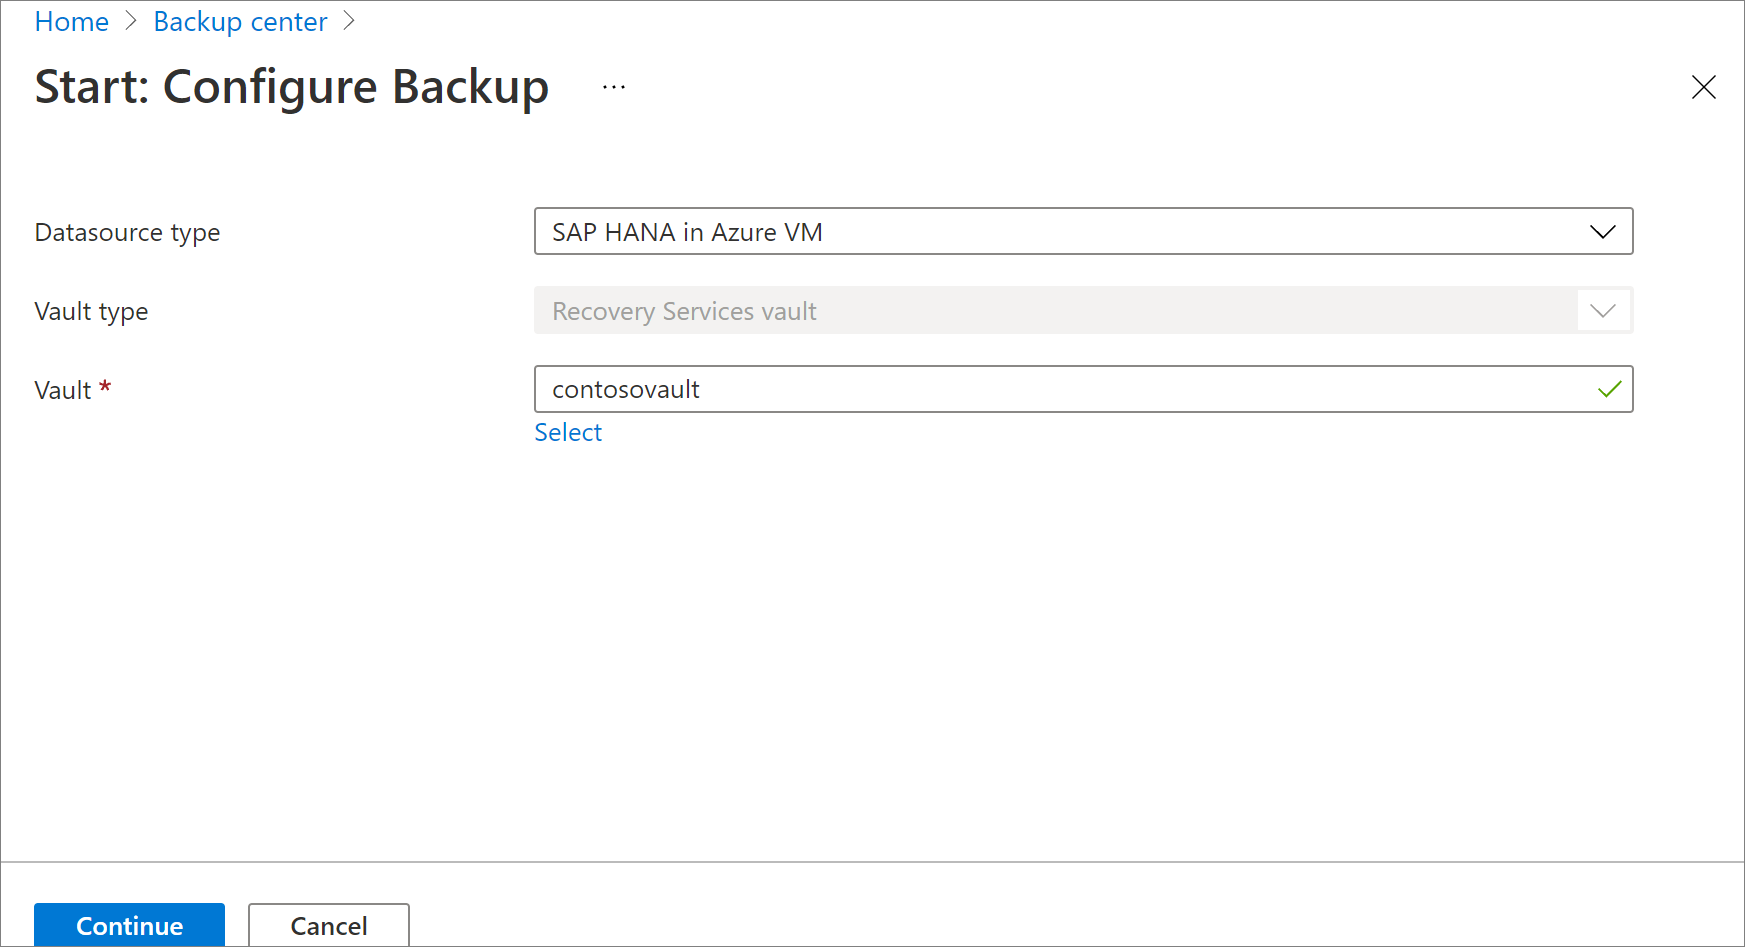 Home > Backup center >
Start: Configure Backup ...
Datasource type
SAP HANA in Azure VM
Vault type
Recovery Services vault
Vault *
contosovault
Select
Continue
Cancel